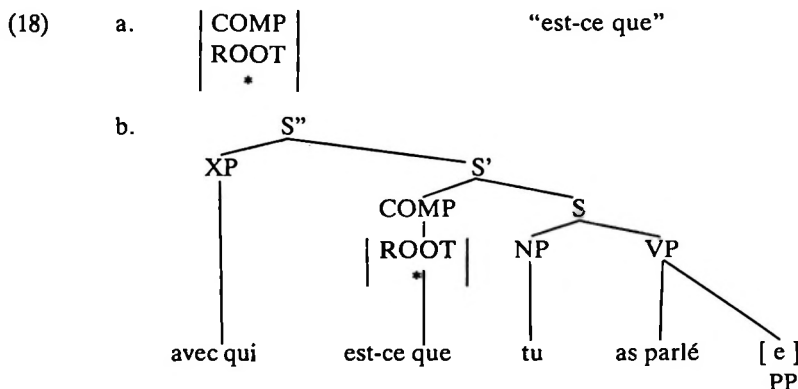 (18) a. | COMP | "est-ce que"
| ROOT |
*
b. S”
XP S'
COMP S
| ROOT | NP VP
*
avec qui est-ce que tu as parlé [ e ]
PP